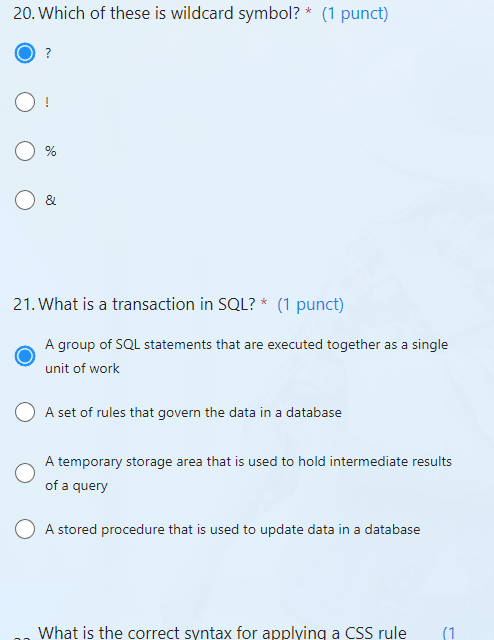 20. Which of these is wildcard symbol? * (1 punct)
?
!
%
&
21. What is a transaction in SQL? * (1 punct)
A group of SQL statements that are executed together as a single
unit of work
A set of rules that govern the data in a database
A temporary storage area that is used to hold intermediate results
of a query
A stored procedure that is used to update data in a database
What is the correct syntax for applying a CSS rule (1